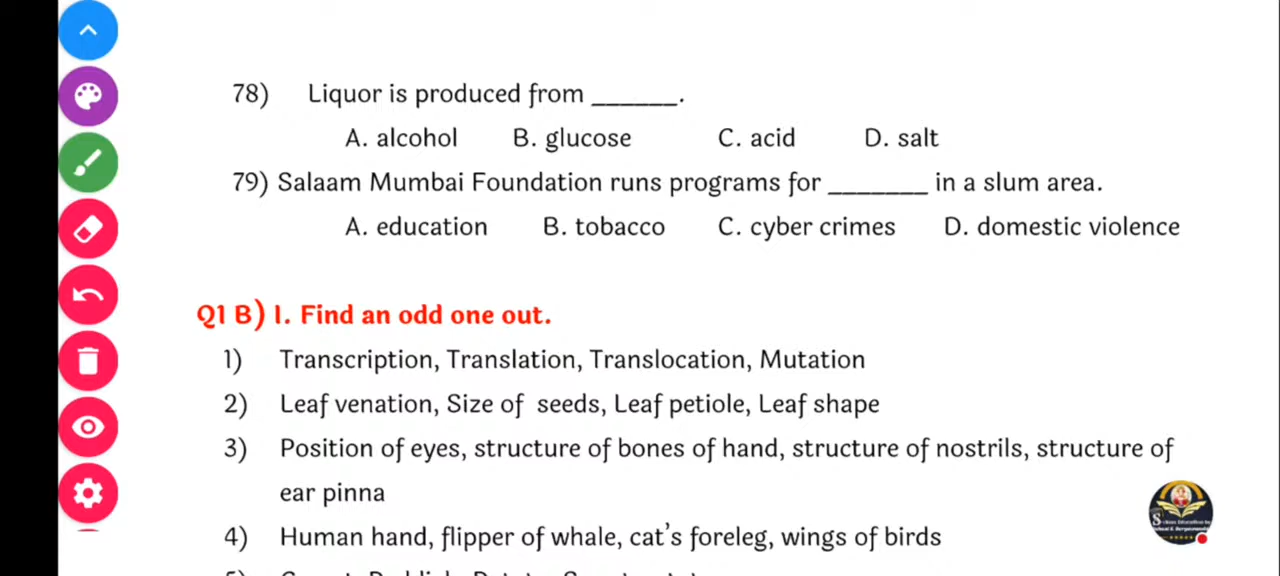 78) Liquor is produced from ______.
A. alcohol B. glucose C. acid D. salt
79) Salaam Mumbai Foundation runs programs for _______ in a slum area.
A. education B. tobacco C. cyber crimes D. domestic violence
Q1 B) I. Find an odd one out.
1) Transcription, Translation, Translocation, Mutation
2) Leaf venation, Size of seeds, Leaf petiole, Leaf shape
3) Position of eyes, structure of bones of hand, structure of nostrils, structure of
ear pinna
4) Human hand, flipper of whale, cat's foreleg, wings of birds